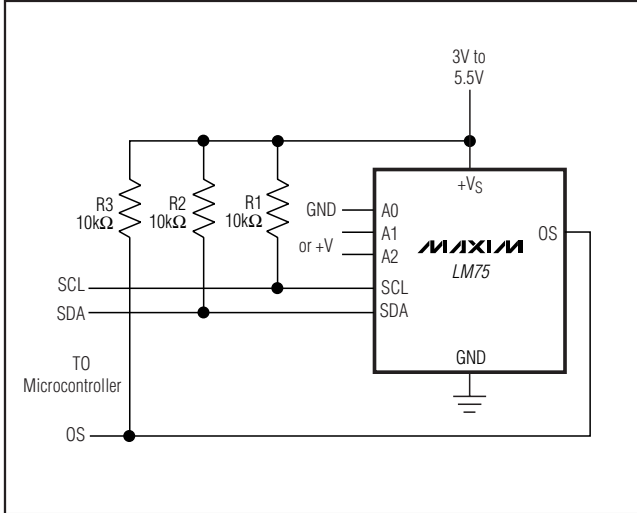 3V to
5.5V
+VS
R3
10kΩ
R2
10kΩ
R1
10kΩ
GND
or +V
A0
A1
A2
SCL
SDA
MAXIM
LM75
OS
SCL
SDA
GND
TO
Microcontroller
OS